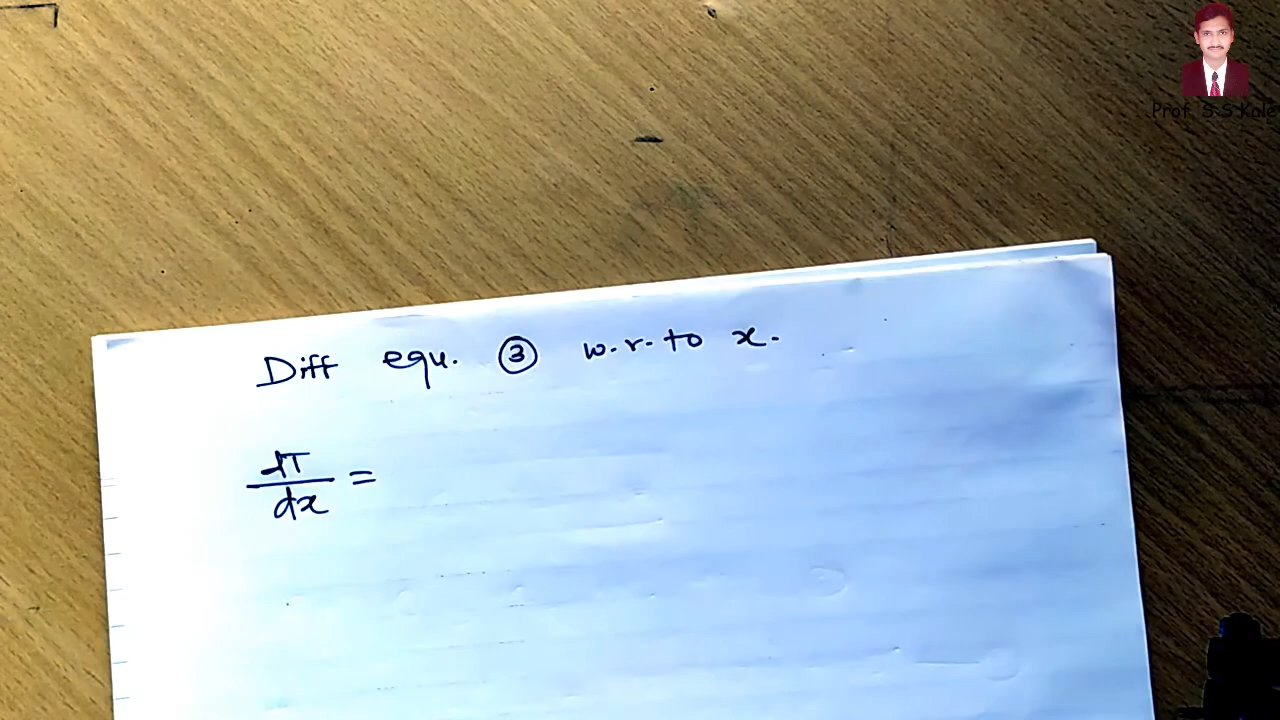 Prof. S.S.Kale
Diff equ. ③ w.r.to x.
dT
dx =